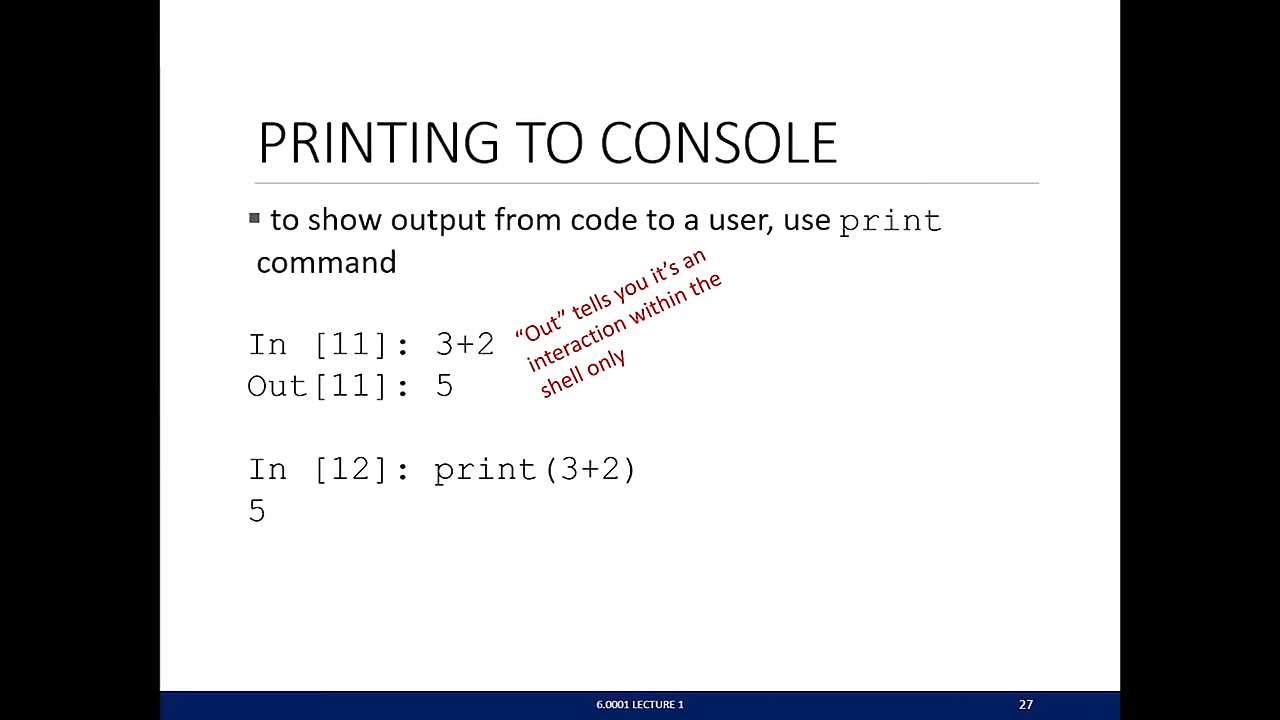 PRINTING TO CONSOLE
▪ to show output from code to a user, use print
command
“Out” tells you it’s an
interaction within the
shell only
In [11]: 3+2
Out[11]: 5
In [12]: print(3+2)
5
6.0001 LECTURE 1
27